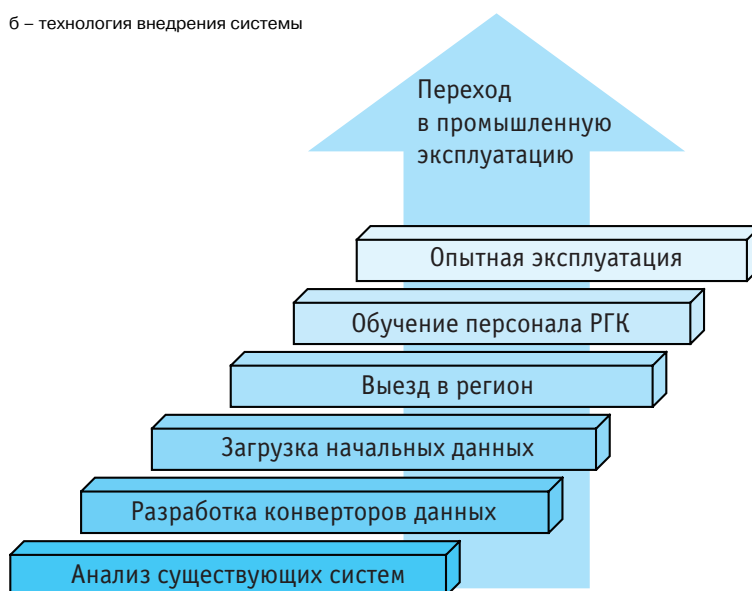 б – технология внедрения системы
Переход
в промышленную
эксплуатацию
Опытная эксплуатация
Обучение персонала РГК
Выезд в регион
Загрузка начальных данных
Разработка конверторов данных
Анализ существующих систем